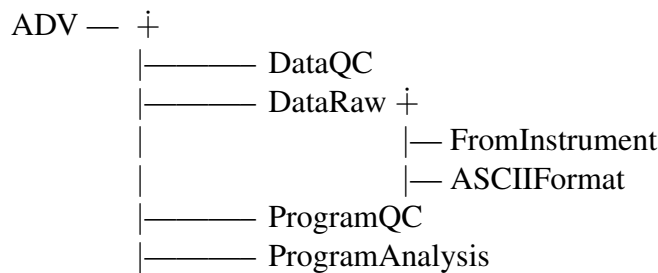 ADV — ∔
|———— DataQC
|———— DataRaw ∔
| |— FromInstrument
| |— ASCIIFormat
|———— ProgramQC
|———— ProgramAnalysis